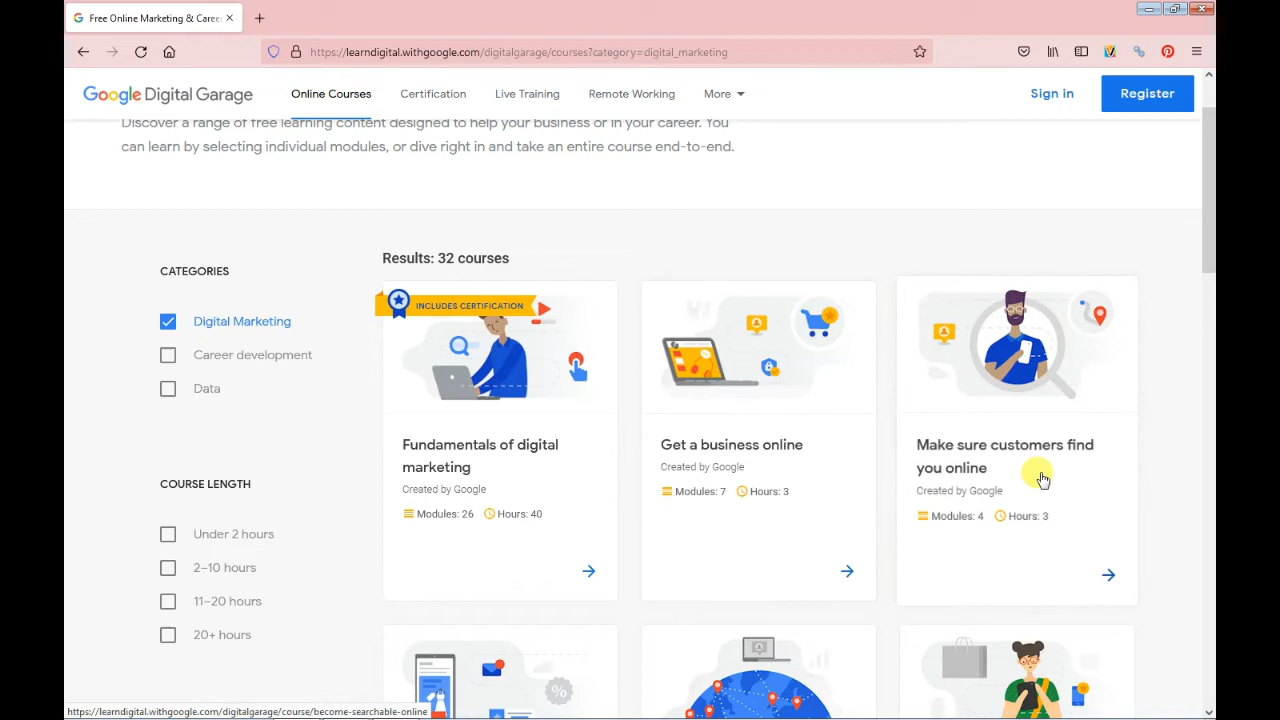 Free Online Marketing & Caree
https://learndigital.withgoogle.com/digitalgarage/courses?category=digital_marketing
Google Digital Garage
Online Courses
Certification
Live Training
Remote Working
More
Sign in
Register
Discover a range of free learning content designed to help your business or in your career. You
can learn by selecting individual modules, or dive right in and take an entire course end-to-end.
CATEGORIES
Digital Marketing
Career development
Data
COURSE LENGTH
Under 2 hours
2–10 hours
11–20 hours
20+ hours
Results: 32 courses
INCLUDES CERTIFICATION
Fundamentals of digital
marketing
Created by Google
Modules: 26 Hours: 40
Get a business online
Created by Google
Modules: 7 Hours: 3
Make sure customers find
you online
Created by Google
Modules: 4 Hours: 3
https://learndigital.withgoogle.com/digitalgarage/course/become-searchable-online